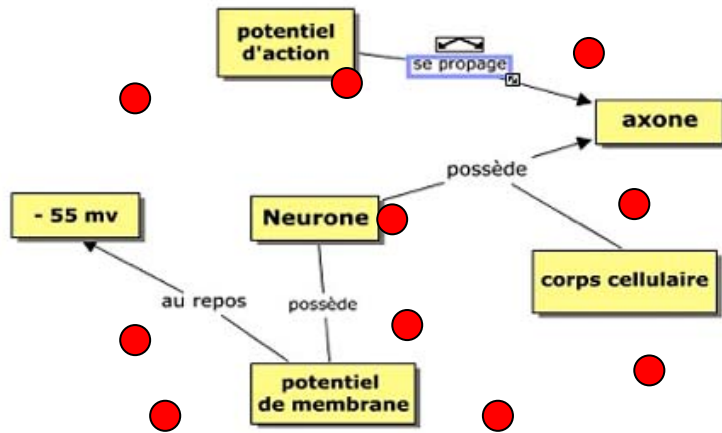 potentiel
d'action
se propage
axone
possède
- 55 mv
Neurone
corps cellulaire
au repos
possède
potentiel
de membrane